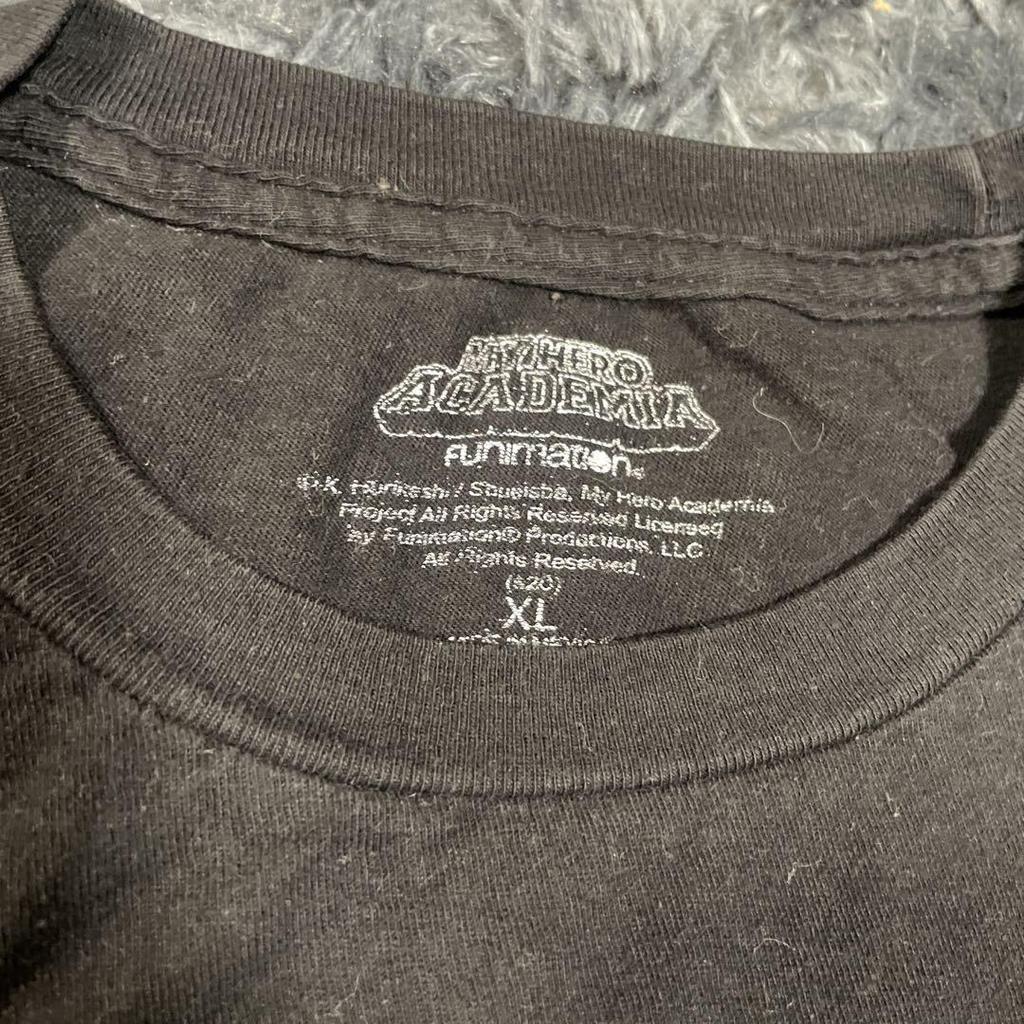 MY HERO
ACADEMIA
Funimation
© K. Horikoshi / Shueisha, My Hero Academia
Project All Rights Reserved Licensed
by Funimation® Productions, LLC
All Rights Reserved.
XL